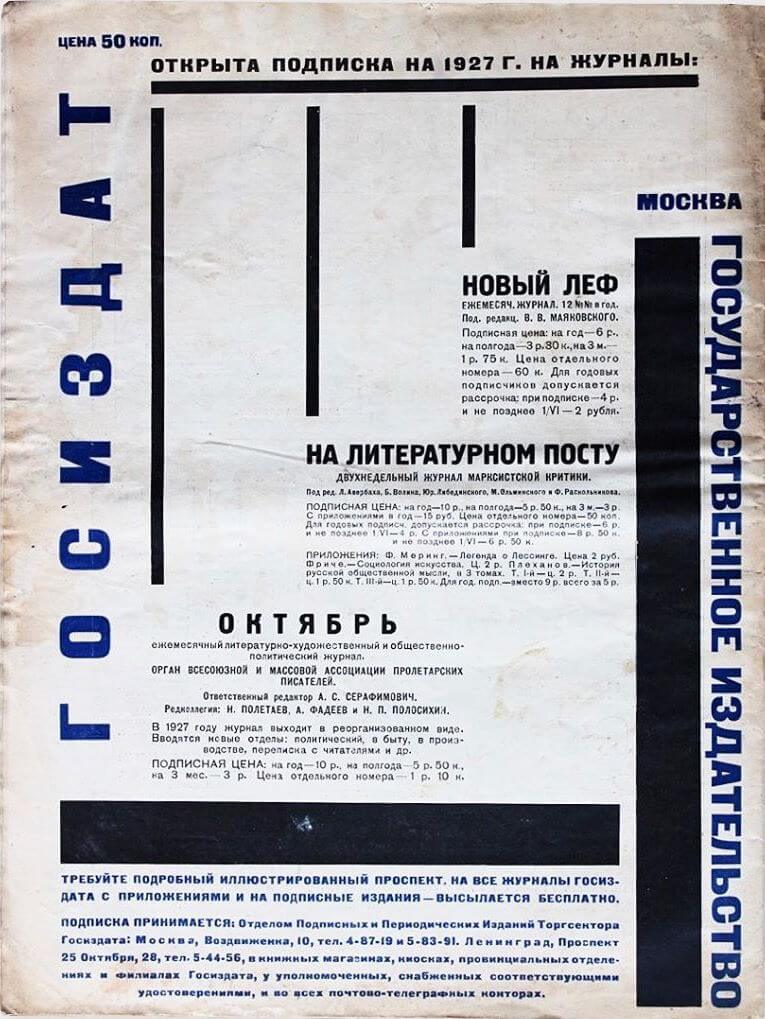 ЦЕНА 50 КОП.
ОТКРЫТА ПОДПИСКА НА 1927 Г. НА ЖУРНАЛЫ:
ГОСИЗДАТ
МОСКВА
ГОСУДАРСТВЕННОЕ ИЗДАТЕЛЬСТВО
НОВЫЙ ЛЕФ
ЕЖЕМЕСЯЧ. ЖУРНАЛ. 12 №№ в год.
Под. редакц. В. В. МАЯКОВСКОГО.
Подписная цена: на год—6 р.,
на полгода—3 р. 30 к., на 3 м.—
1 р. 75 к. Цена отдельного
номера—60 к. Для годовых
подписчиков допускается
рассрочка: при подписке—4 р.
и не позднее 1/VI—2 рубля.
НА ЛИТЕРАТУРНОМ ПОСТУ
ДВУХНЕДЕЛЬНЫЙ ЖУРНАЛ МАРКСИСТСКОЙ КРИТИКИ.
Под ред. Л. Авербаха, Б. Волина, Юр. Либединского, М. Ольминского и Ф. Раскольникова.
ПОДПИСНАЯ ЦЕНА: на год—10 р., на полгода—5 р. 50 к., на 3 м.—3 р.
С приложениями в год—15 руб. Цена отдельного номера—50 коп.
Для годовых подписч. допускается рассрочка: при подписке—6 р.
и не позднее 1/VI—4 р. С приложениями при подписке—8 р. 50 к.
и не позднее 1/VI—6 р. 50 к.
ПРИЛОЖЕНИЯ: Ф. Меринг.—Легенда о Лессинге. Цена 2 руб.
Фриче.—Социология искусства. Ц. 2 р. Плеханов.—История
русской общественной мысли, в 3 томах. Т. I-й—ц. 2 р. Т. II-й—
ц. 1 р. 50 к. Т. III-й—ц. 1 р. 50 к. Для год. подп.—вместо 9 р. всего за 5 р.
ОКТЯБРЬ
ежемесячный литературно-художественный и общественно-
политический журнал.
ОРГАН ВСЕСОЮЗНОЙ И МАССОВОЙ АССОЦИАЦИИ ПРОЛЕТАРСКИХ
ПИСАТЕЛЕЙ.
Ответственный редактор А. С. СЕРАФИМОВИЧ.
Редколлегия: Н. ПОЛЕТАЕВ, А. ФАДЕЕВ и Н. П. ПОЛОСИХИН.
В 1927 году журнал выходит в реорганизованном виде.
Вводятся новые отделы: политический, в быту, в произ-
водстве, переписка с читателями и др.
ПОДПИСНАЯ ЦЕНА: на год—10 р., на полгода—5 р. 50 к.,
на 3 мес.—3 р. Цена отдельного номера—1 р. 10 к.
ТРЕБУЙТЕ ПОДРОБНЫЙ ИЛЛЮСТРИРОВАННЫЙ ПРОСПЕКТ. НА ВСЕ ЖУРНАЛЫ ГОСИЗ-
ДАТА С ПРИЛОЖЕНИЯМИ И НА ПОДПИСНЫЕ ИЗДАНИЯ—ВЫСЫЛАЕТСЯ БЕСПЛАТНО.
ПОДПИСКА ПРИНИМАЕТСЯ: Отделом Подписных и Периодических Изданий Торгсектора
Госиздата: Москва, Воздвиженка, 10, тел. 4-87-19 и 5-83-91. Ленинград, Проспект
25 Октября, 28, тел. 5-44-56, в книжных магазинах, киосках, провинциальных отделе-
ниях и филиалах Госиздата, у уполномоченных, снабженных соответствующими
удостоверениями, и во всех почтово-телеграфных конторах.